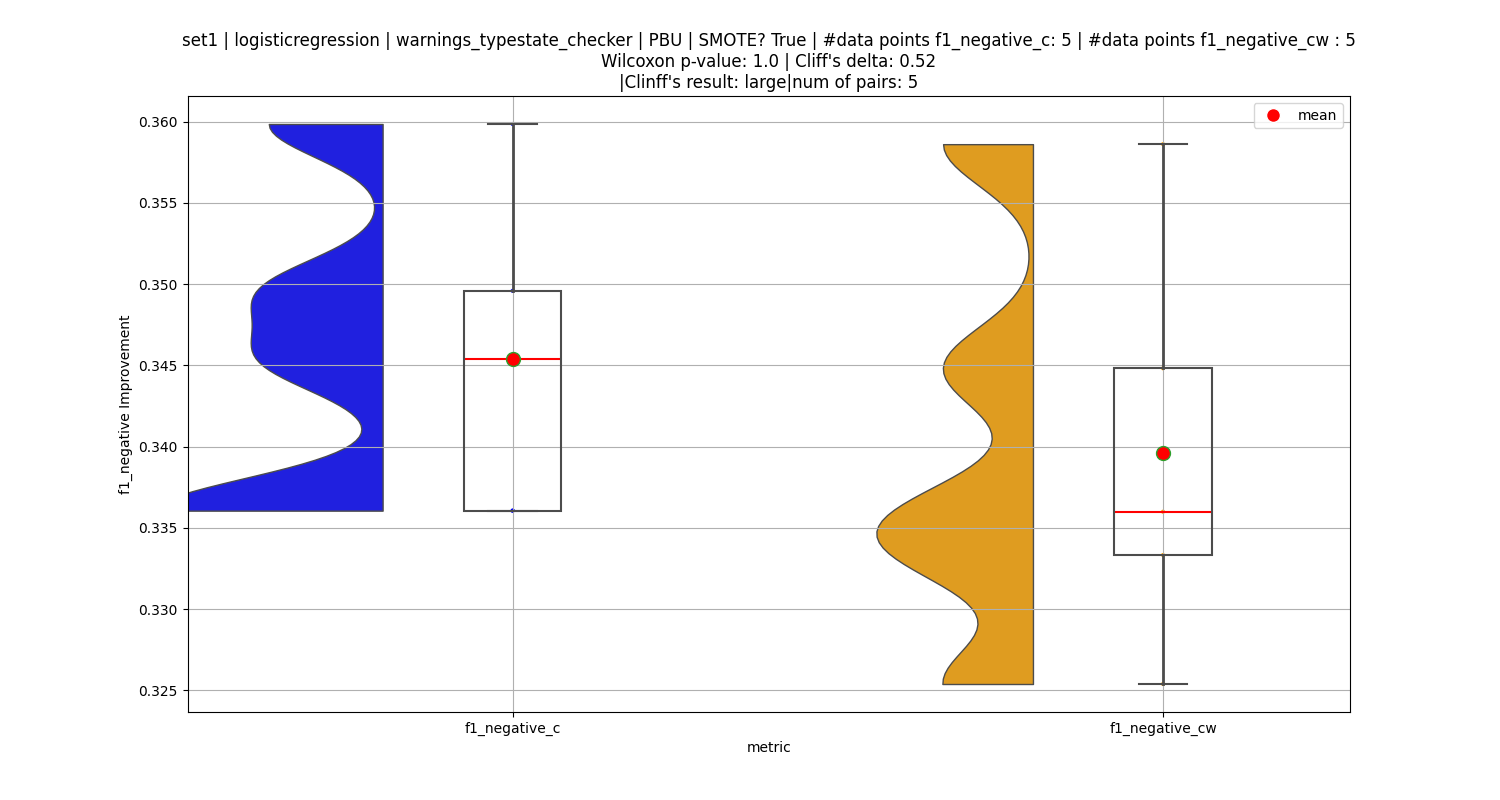 set1 | logisticregression | warnings_typestate_checker | PBU | SMOTE? True | #data points f1_negative_c: 5 | #data points f1_negative_cw : 5
Wilcoxon p-value: 1.0 | Cliff's delta: 0.52
|Clinff's result: large|num of pairs: 5
mean
0.360
0.355
0.350
0.345
0.340
0.335
0.330
0.325
f1_negative Improvement
f1_negative_c
f1_negative_cw
metric